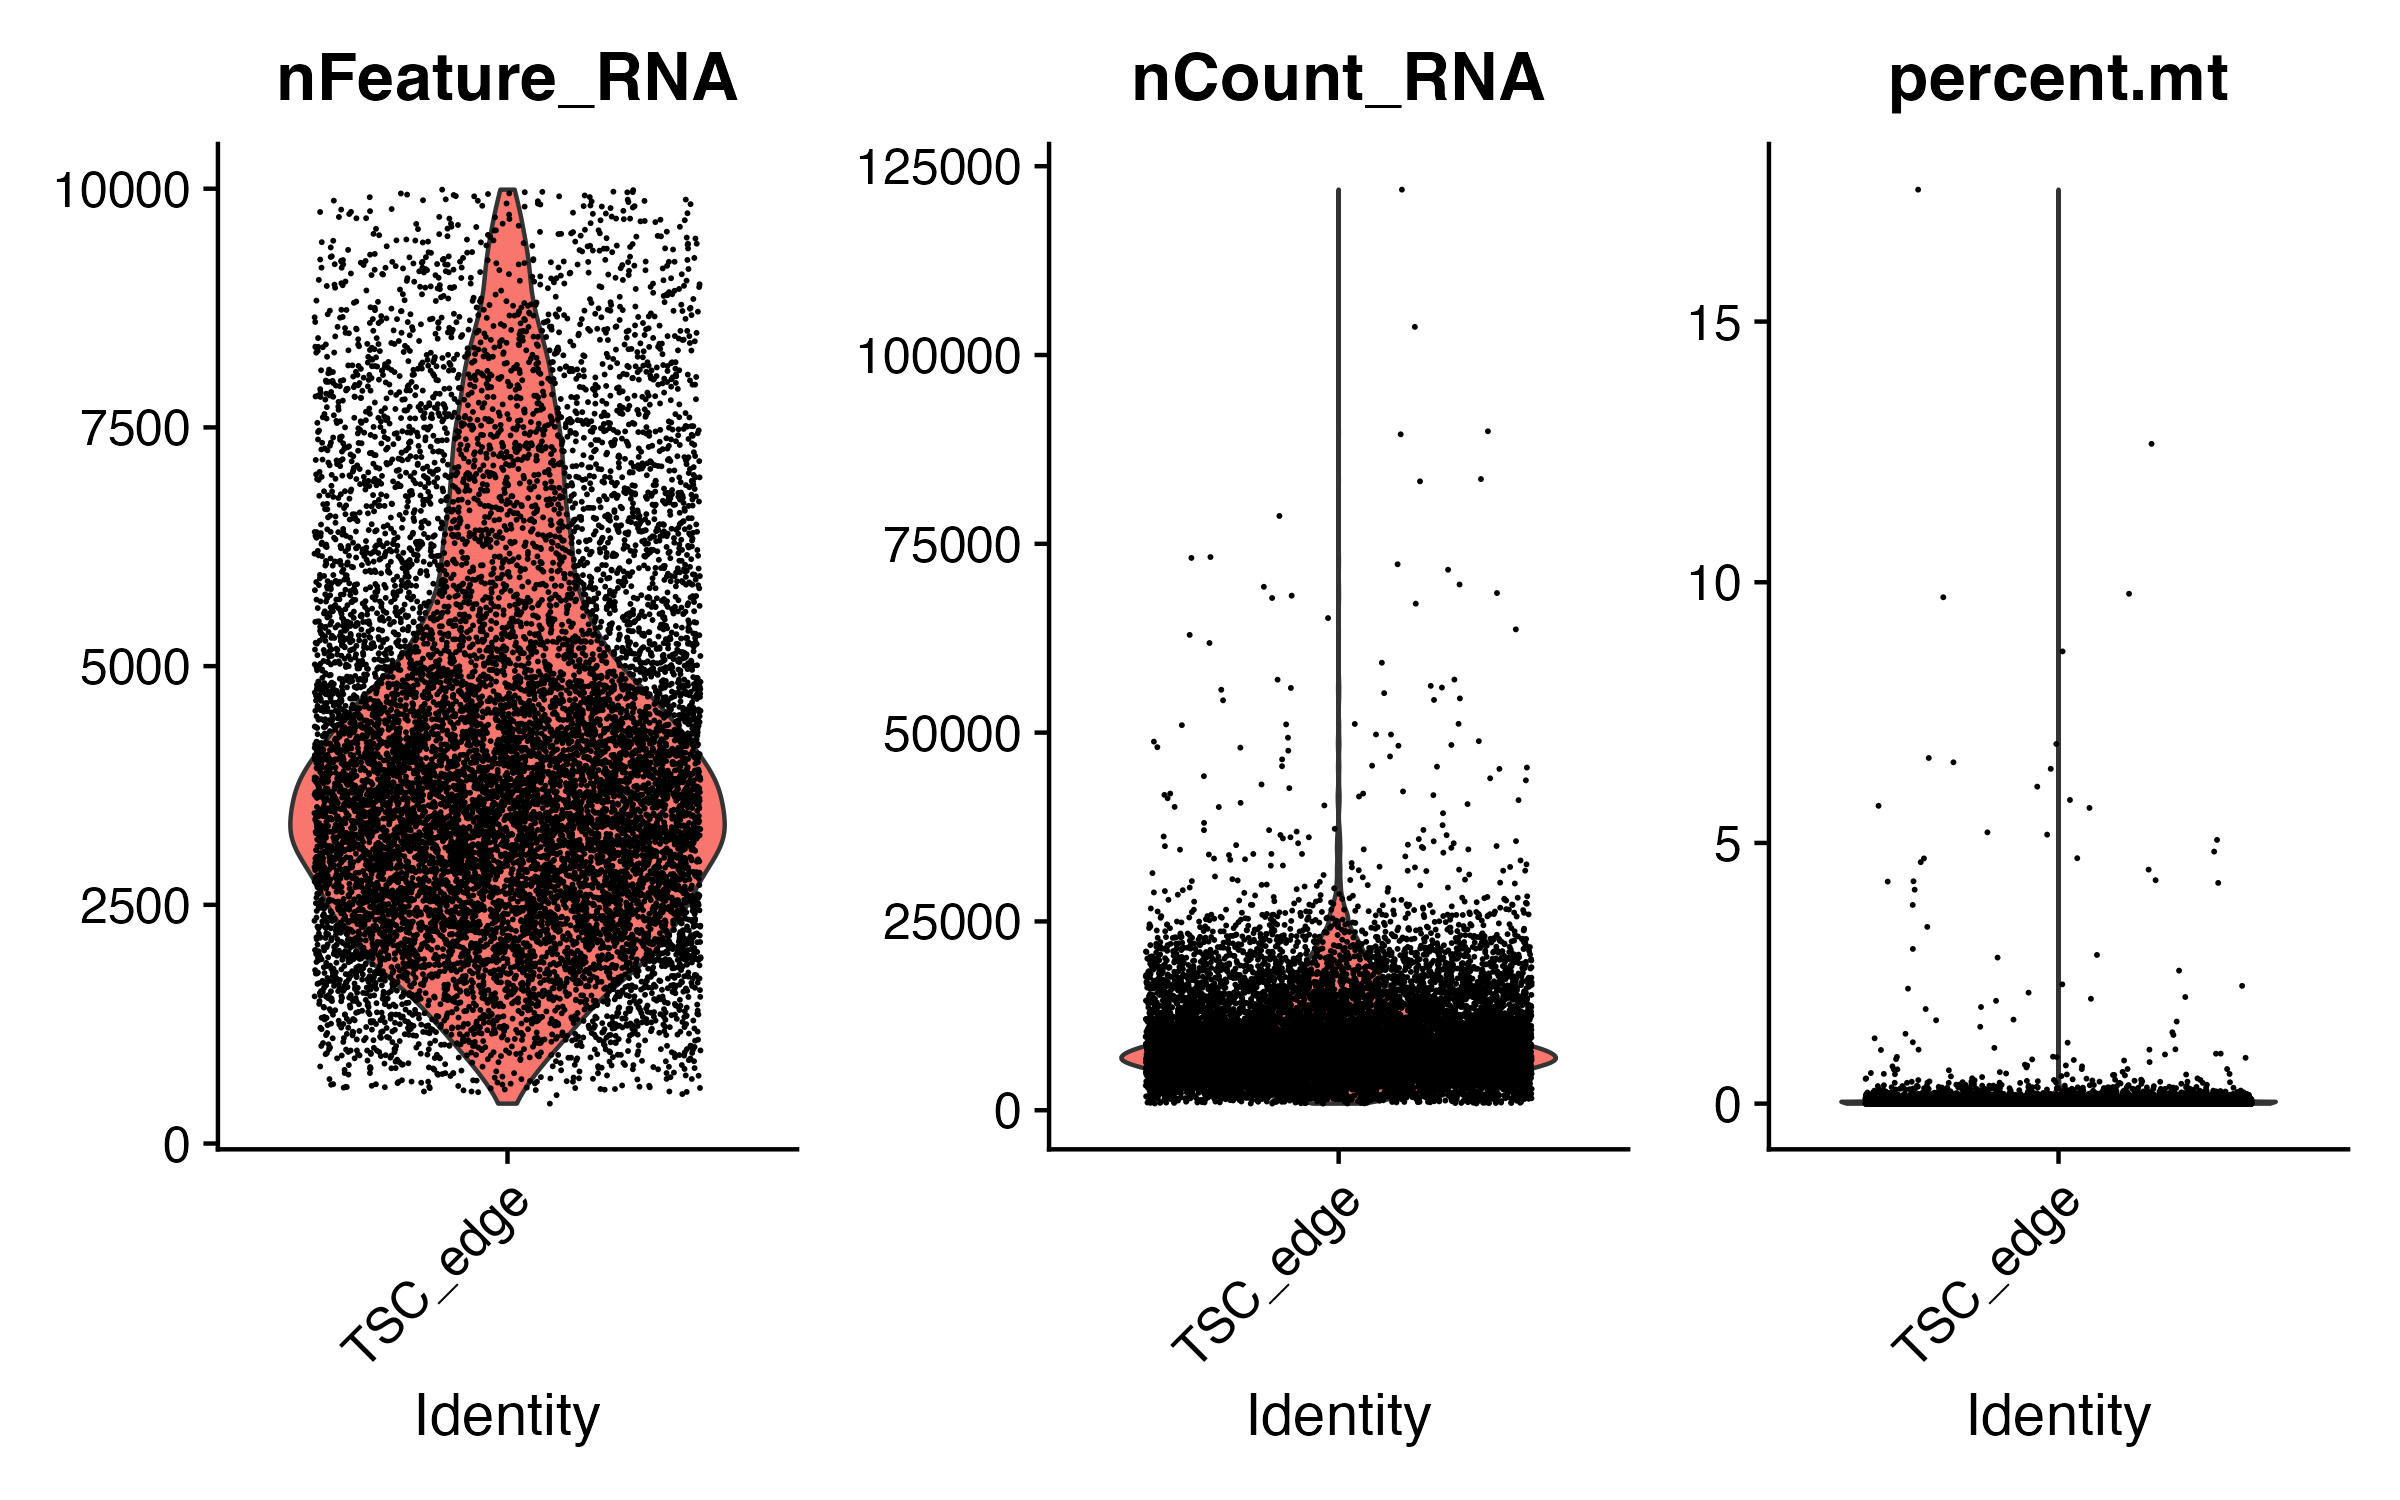 nFeature_RNA
10000
7500
5000
2500
0
TSC_edge
Identity
nCount_RNA
125000
100000
75000
50000
25000
0
TSC_edge
Identity
percent.mt
15
10
5
0
TSC_edge
Identity